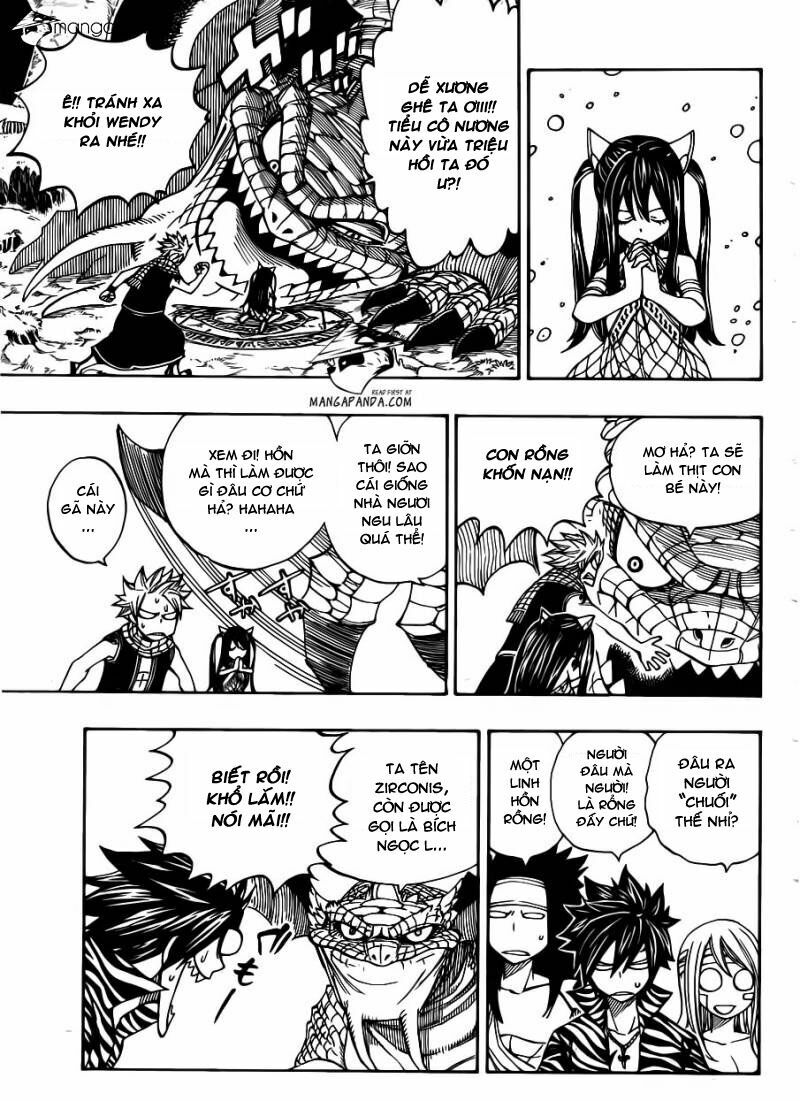 manga
DỄ XƯƠNG
GHÊ TA ƠIII!
TIỂU CÔ NƯƠNG
NÀY VỪA TRIỆU
HỒI TA ĐÓ
Ư?!
Ê!! TRÁNH XA
KHỎI WENDY
RA NHÉ!!
READ FIRST AT
MANGAPANDA.COM
MƠ HẢ? TA SẼ
LÀM THỊT CON
BÉ NÀY!
CON RỒNG
KHỐN NẠN!!
TA GIỠN
THÔI! SAO
CÁI GIỐNG
NHÀ NGƯƠI
NGU LÂU
QUÁ THỂ!
XEM ĐI! HỒN
MÀ THÌ LÀM ĐƯỢC
GÌ ĐÂU CƠ CHỨ
HẢ? HAHAHA
...
CÁI
GÃ NÀY
...
ĐÂU RA
NGƯỜI
“CHUỐI”
THẾ NHỈ?
NGƯỜI
ĐÂU MÀ
NGƯỜI!
LÀ RỒNG
ĐẤY CHỨ!
MỘT
LINH
HỒN
RỒNG!
TA TÊN
ZIRCONIS,
CÒN ĐƯỢC
GỌI LÀ BÍCH
NGỌC L...
BIẾT RỒI!
KHỔ LẮM!!
NÓI MÃI!!